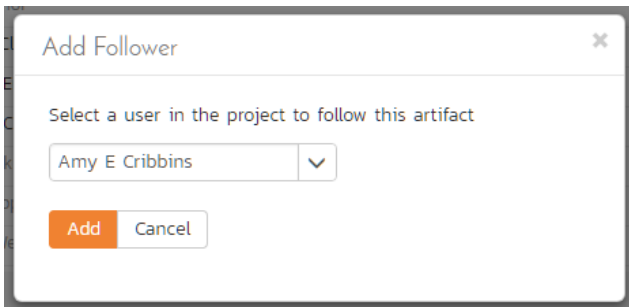 Add Follower
Select a user in the project to follow this artifact
Amy E Cribbins
Add Cancel